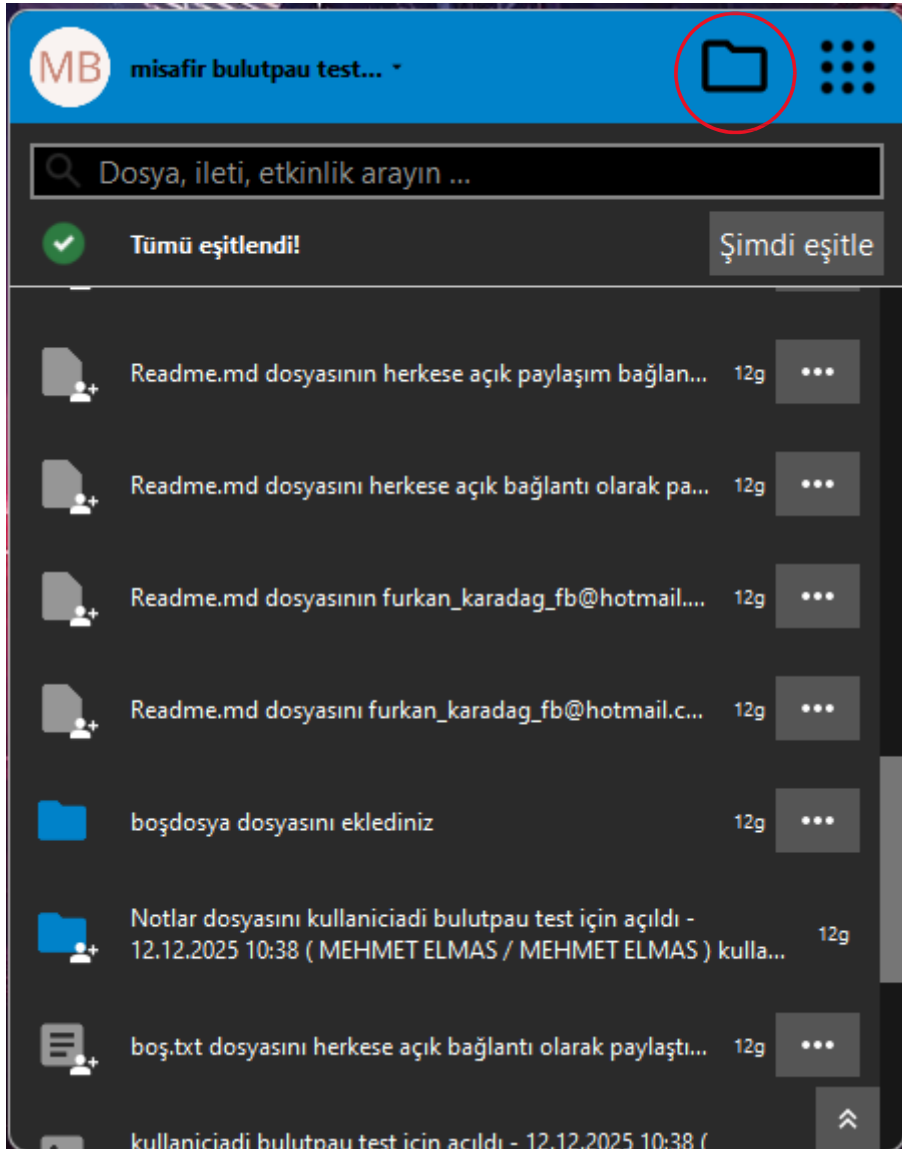 MB
misafir bulutpau test...
Dosya, ileti, etkinlik arayın ...
Tümü eşitlendi!
Şimdi eşitle
Readme.md dosyasının herkese açık paylaşım bağlan... 12g
Readme.md dosyasını herkese açık bağlantı olarak pa... 12g
Readme.md dosyasının furkan_karadag_fb@hotmail.... 12g
Readme.md dosyasını furkan_karadag_fb@hotmail.c... 12g
boşdosya dosyasını eklediniz 12g
Notlar dosyasını kullaniciadi bulutpau test için açıldı -
12.12.2025 10:38 ( MEHMET ELMAS / MEHMET ELMAS ) kulla... 12g
boş.txt dosyasını herkese açık bağlantı olarak paylaştı... 12g
kullaniciadi bulutpau test için açıldı - 12.12.2025 10:38 (